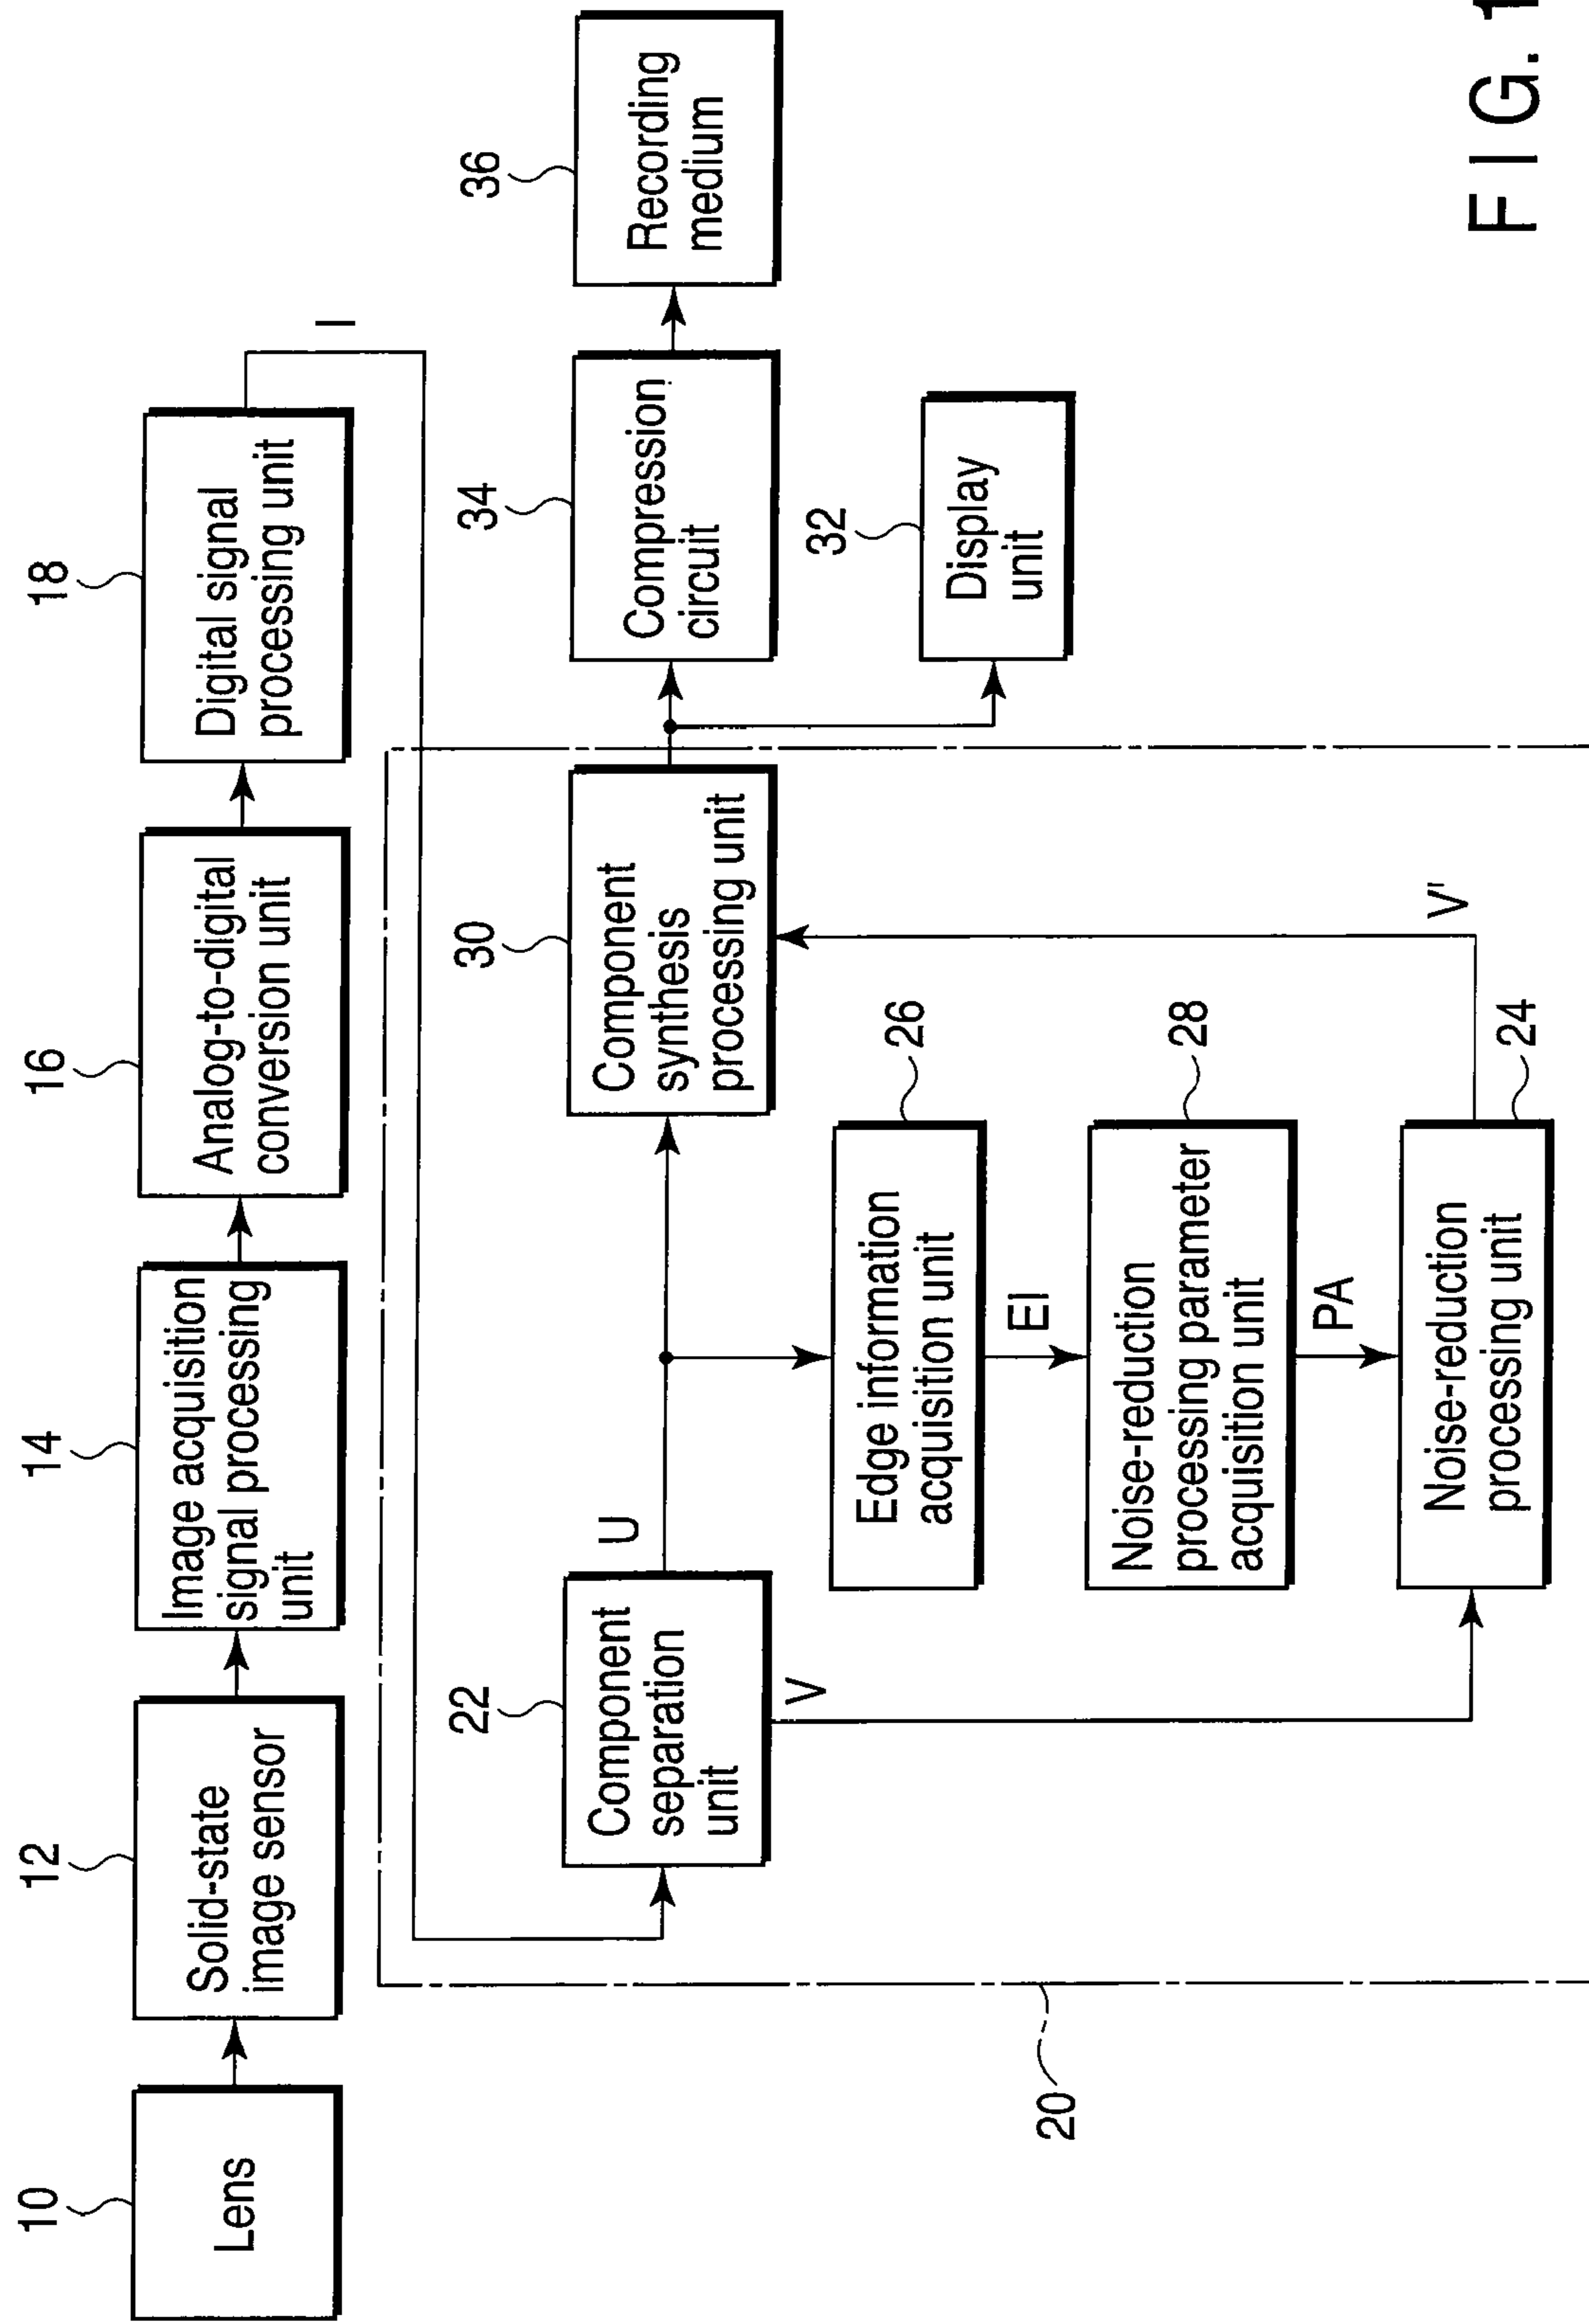 10
Lens
12
Solid-state
image sensor
14
Image acquisition
signal processing
unit
16
Analog-to-digital
conversion unit
18
Digital signal
processing unit
I
22
Component
separation
unit
U
V
30
Component
synthesis
processing unit
34
Compression
circuit
36
Recording
medium
32
Display
unit
26
Edge information
acquisition unit
EI
28
Noise-reduction
processing parameter
acquisition unit
PA
24
Noise-reduction
processing unit
V'
20
FIG. 1